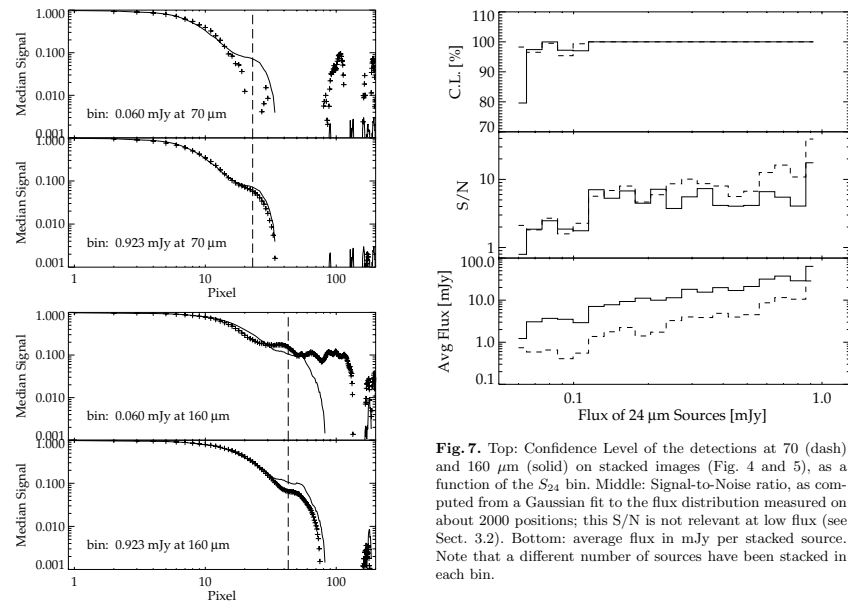 1.000
0.100
0.010
0.001
Median Signal
bin: 0.060 mJy at 70 μm
1.000
0.100
0.010
0.001
Median Signal
bin: 0.923 mJy at 70 μm
1 10 100
Pixel
1.000
0.100
0.010
0.001
Median Signal
bin: 0.060 mJy at 160 μm
1.000
0.100
0.010
0.001
Median Signal
bin: 0.923 mJy at 160 μm
1 10 100
Pixel
110
100
90
80
70
C.L. [%]
10
1
S/N
100.0
10.0
1.0
0.1
Avg Flux [mJy]
0.1 1.0
Flux of 24 μm Sources [mJy]
Fig. 7. Top: Confidence Level of the detections at 70 (dash)
and 160 μm (solid) on stacked images (Fig. 4 and 5), as a
function of the S24 bin. Middle: Signal-to-Noise ratio, as com-
puted from a Gaussian fit to the flux distribution measured on
about 2000 positions; this S/N is not relevant at low flux (see
Sect. 3.2). Bottom: average flux in mJy per stacked source.
Note that a different number of sources have been stacked in
each bin.